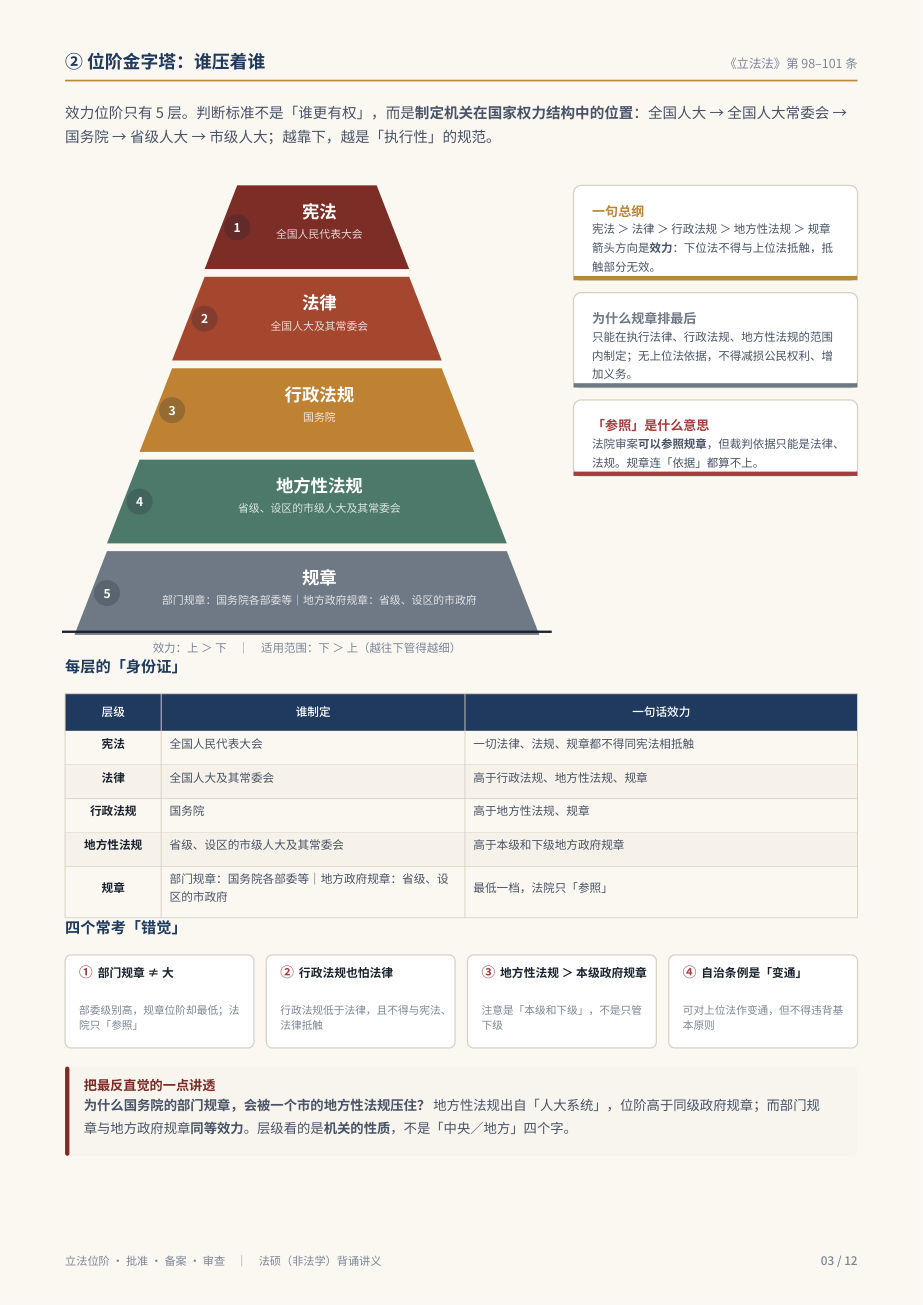 ② 位阶金字塔：谁压着谁
《立法法》第 98–101 条
效力位阶只有 5 层。判断标准不是「谁更有权」，而是制定机关在国家权力结构中的位置：全国人大 → 全国人大常委会 →
国务院 → 省级人大 → 市级人大；越靠下，越是「执行性」的规范。
1
宪法
全国人民代表大会
2
法律
全国人大及其常委会
3
行政法规
国务院
4
地方性法规
省级、设区的市级人大及其常委会
5
规章
部门规章：国务院各部委等｜地方政府规章：省级、设区的市政府
效力：上 ＞ 下 ｜ 适用范围：下 ＞ 上（越往下管得越细）
一句总纲
宪法 ＞ 法律 ＞ 行政法规 ＞ 地方性法规 ＞ 规章
箭头方向是效力：下位法不得与上位法抵触，抵
触部分无效。
为什么规章排最后
只能在执行法律、行政法规、地方性法规的范围
内制定；无上位法依据，不得减损公民权利、增
加义务。
「参照」是什么意思
法院审案可以参照规章，但裁判依据只能是法律、
法规。规章连「依据」都算不上。
每层的「身份证」
层级 谁制定 一句话效力
宪法 全国人民代表大会 一切法律、法规、规章都不得同宪法相抵触
法律 全国人大及其常委会 高于行政法规、地方性法规、规章
行政法规 国务院 高于地方性法规、规章
地方性法规 省级、设区的市级人大及其常委会 高于本级和下级地方政府规章
规章 部门规章：国务院各部委等｜地方政府规章：省级、设
区的市政府 最低一档，法院只「参照」
四个常考「错觉」
① 部门规章 ≠ 大
部委级别高，规章位阶却最低；法
院只「参照」
② 行政法规也怕法律
行政法规低于法律，且不得与宪法、
法律抵触
③ 地方性法规 ＞ 本级政府规章
注意是「本级和下级」，不是只管
下级
④ 自治条例是「变通」
可对上位法作变通，但不得违背基
本原则
把最反直觉的一点讲透
为什么国务院的部门规章，会被一个市的地方性法规压住？ 地方性法规出自「人大系统」，位阶高于同级政府规章；而部门规
章与地方政府规章同等效力。层级看的是机关的性质，不是「中央／地方」四个字。
立法位阶 · 批准 · 备案 · 审查 ｜ 法硕（非法学）背诵讲义
03 / 12